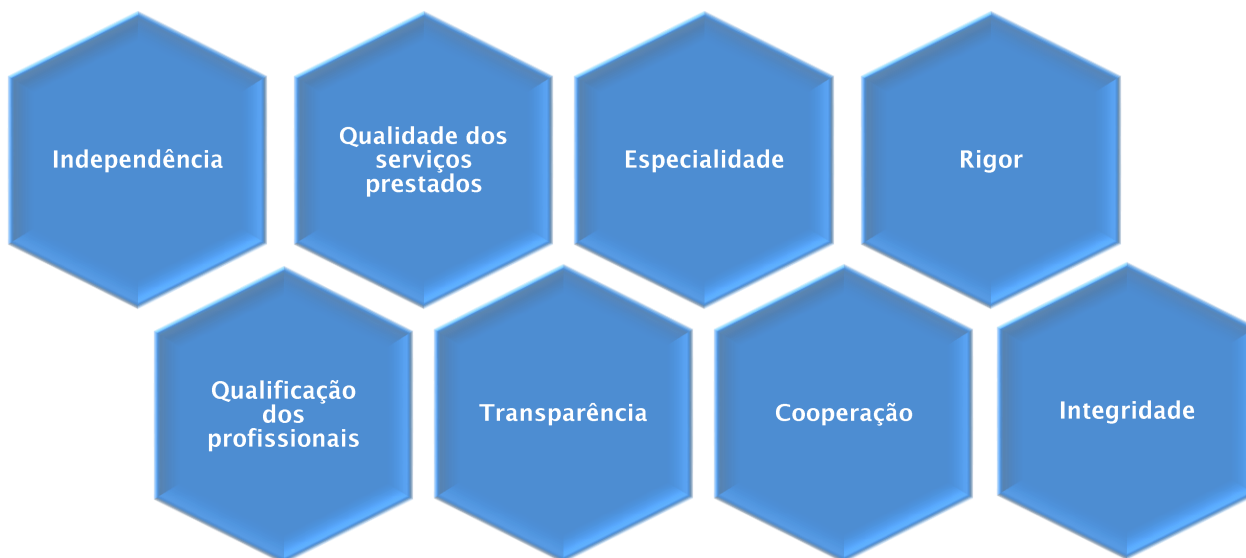 Independência
Qualidade dos
serviços
prestados
Especialidade
Rigor
Qualificação
dos
profissionais
Transparência
Cooperação
Integridade